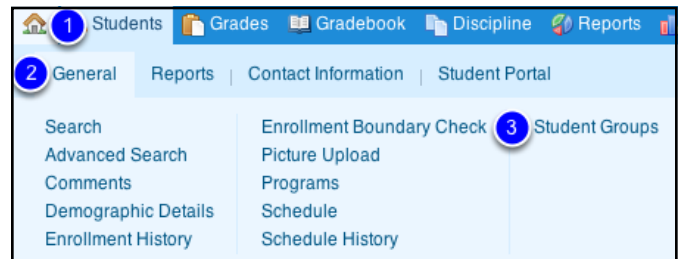 1 Students Grades Gradebook Discipline Reports
2 General Reports | Contact Information | Student Portal
Search Enrollment Boundary Check 3 Student Groups
Advanced Search Picture Upload
Comments Programs
Demographic Details Schedule
Enrollment History Schedule History